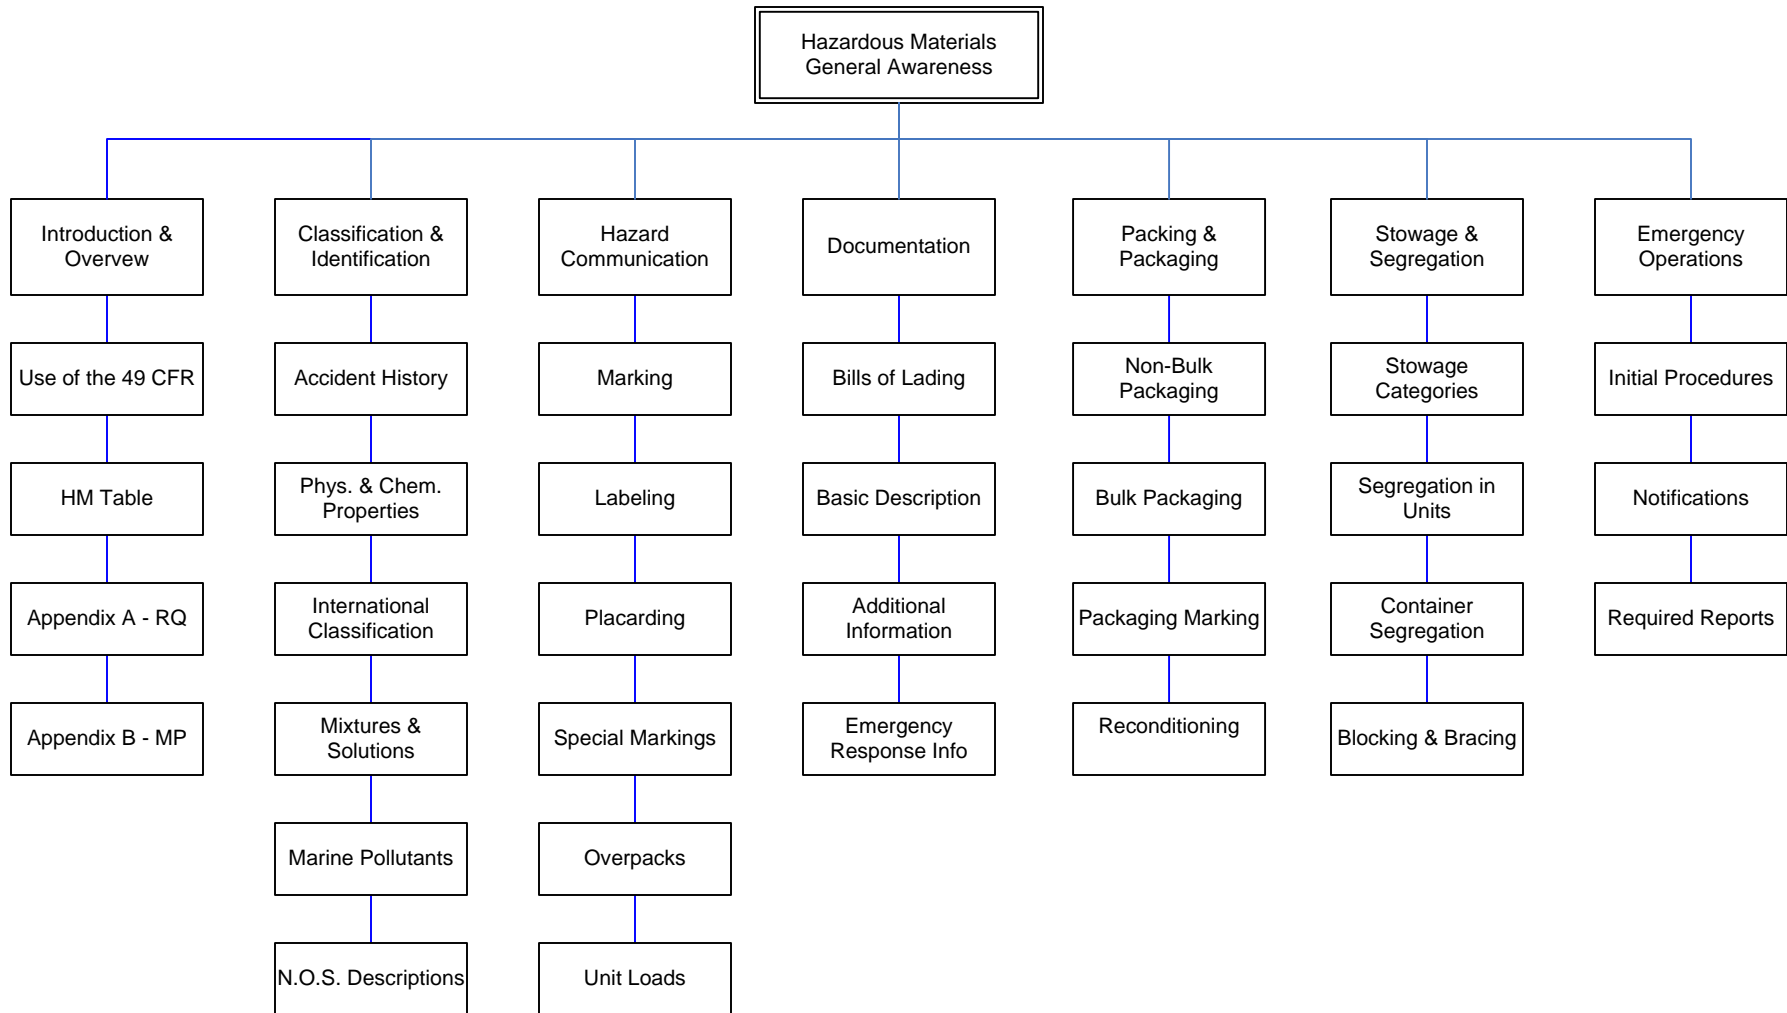 Hazardous Materials
General Awareness
Introduction &
Overvew
Classification &
Identification
Hazard
Communication
Documentation
Packing &
Packaging
Stowage &
Segregation
Emergency
Operations
Use of the 49 CFR
Accident History
Marking
Bills of Lading
Non-Bulk
Packaging
Stowage
Categories
Initial Procedures
HM Table
Phys. & Chem.
Properties
Labeling
Basic Description
Bulk Packaging
Segregation in
Units
Notifications
Appendix A - RQ
International
Classification
Placarding
Additional
Information
Packaging Marking
Container
Segregation
Required Reports
Appendix B - MP
Mixtures &
Solutions
Special Markings
Emergency
Response Info
Reconditioning
Blocking & Bracing
Marine Pollutants
Overpacks
N.O.S. Descriptions
Unit Loads